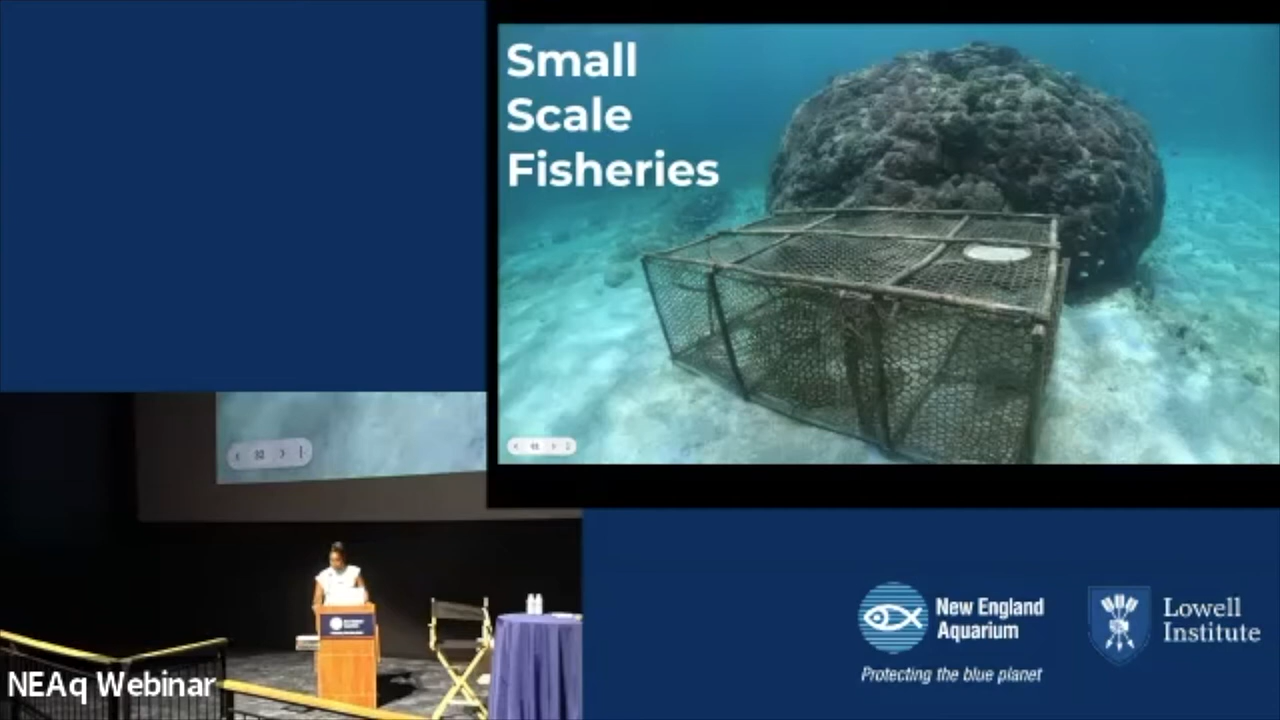 Small
Scale
Fisheries
New England
Aquarium
Protecting the blue planet
Lowell
Institute
NEAq Webinar